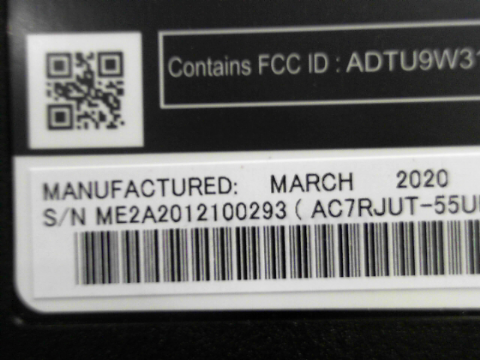 Contains FCC ID : ADTU9W31
MANUFACTURED: MARCH 2020
S/N ME2A2012100293 ( AC7RJUT-55U